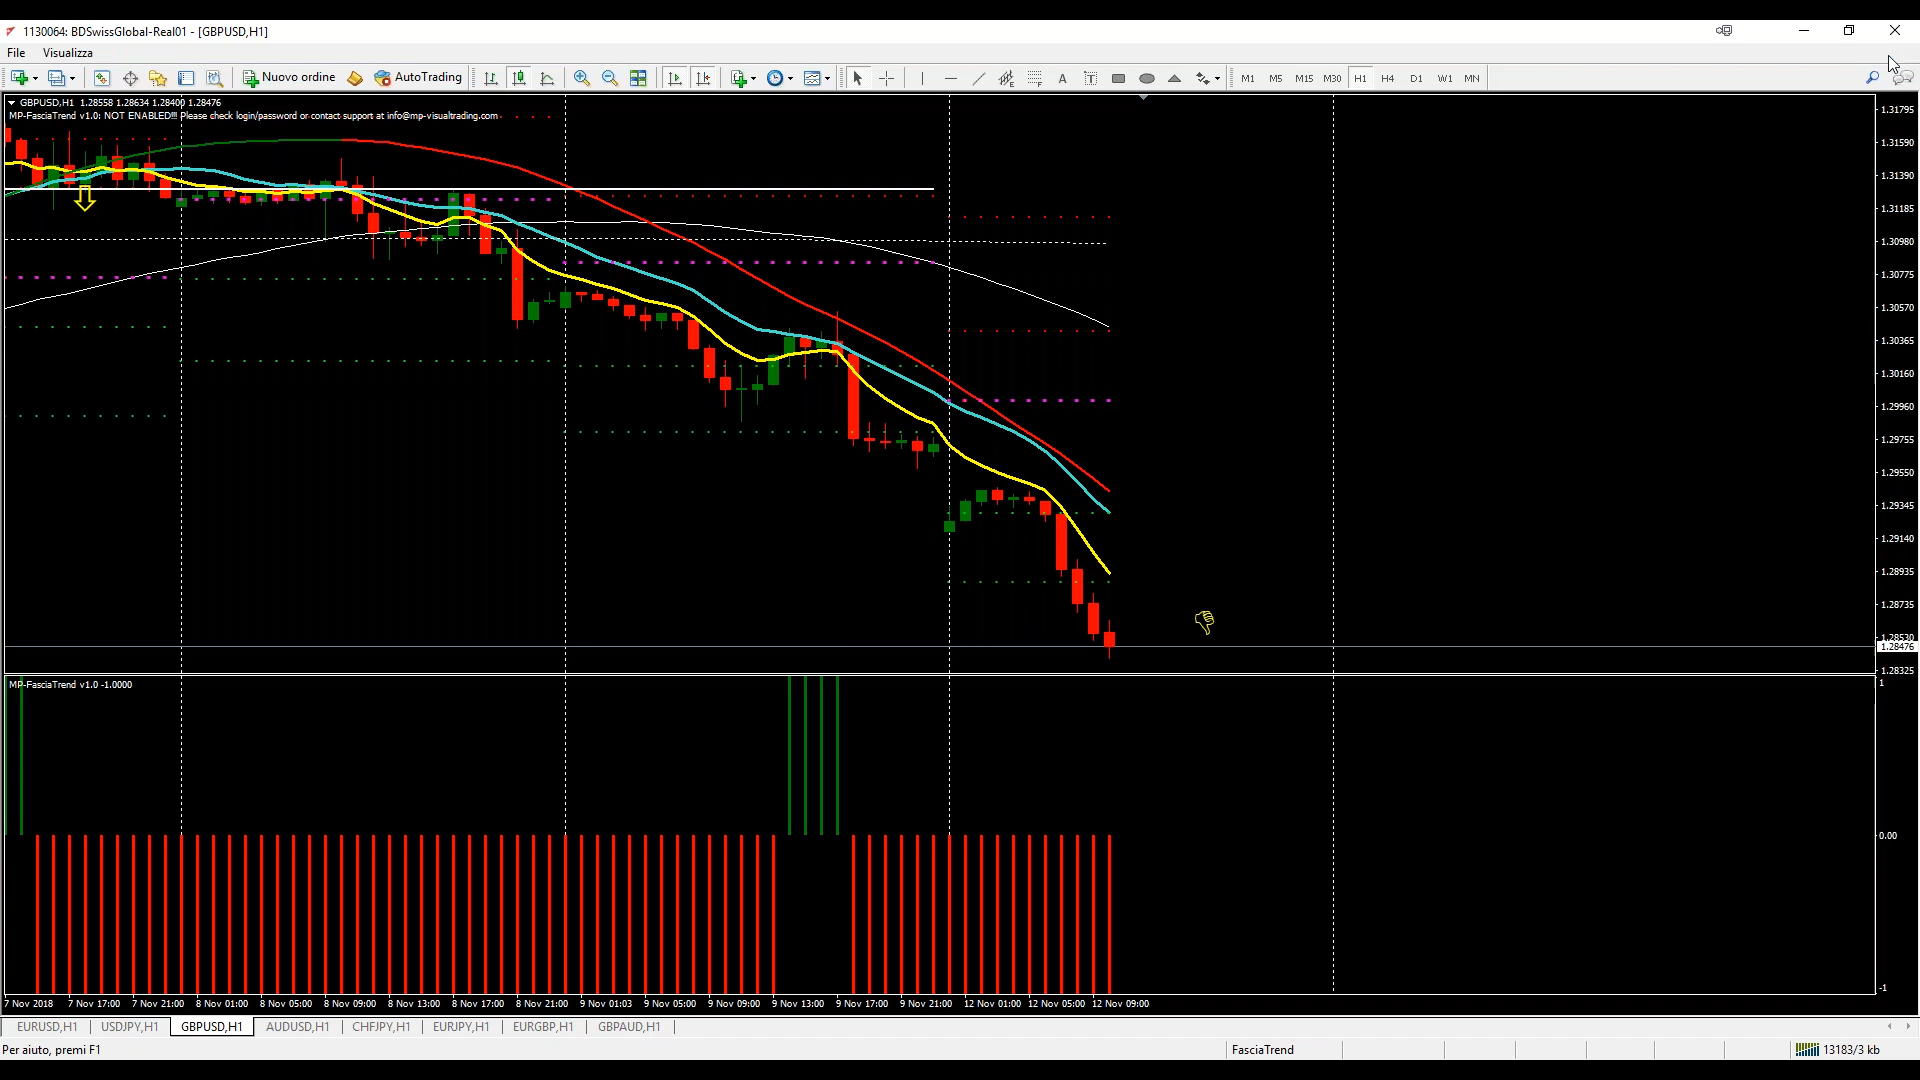 1130064: BDSwissGlobal-Real01 - [GBPUSD,H1]
File Visualizza
Nuovo ordine AutoTrading A T M1 M5 M15 M30 H1 H4 D1 W1 MN
GBPUSD,H1 1.28558 1.28634 1.28400 1.28476
MP-FasciaTrend v1.0: NOT ENABLED!!! Please check login/password or contact support at info@mp-visualtrading.com
1.31795
1.31590
1.31390
1.31185
1.30980
1.30775
1.30570
1.30365
1.30160
1.29960
1.29755
1.29550
1.29345
1.29140
1.28935
1.28735
1.28530
1.28476
1.28325
MP-FasciaTrend v1.0 -1.0000
1
0.00
-1
7 Nov 2018 7 Nov 17:00 7 Nov 21:00 8 Nov 01:00 8 Nov 05:00 8 Nov 09:00 8 Nov 13:00 8 Nov 17:00 8 Nov 21:00 9 Nov 01:03 9 Nov 05:00 9 Nov 09:00 9 Nov 13:00 9 Nov 17:00 9 Nov 21:00 12 Nov 01:00 12 Nov 05:00 12 Nov 09:00
EURUSD,H1 USDJPY,H1 GBPUSD,H1 AUDUSD,H1 CHFJPY,H1 EURJPY,H1 EURGBP,H1 GBPAUD,H1
Per aiuto, premi F1 FasciaTrend 13183/3 kb